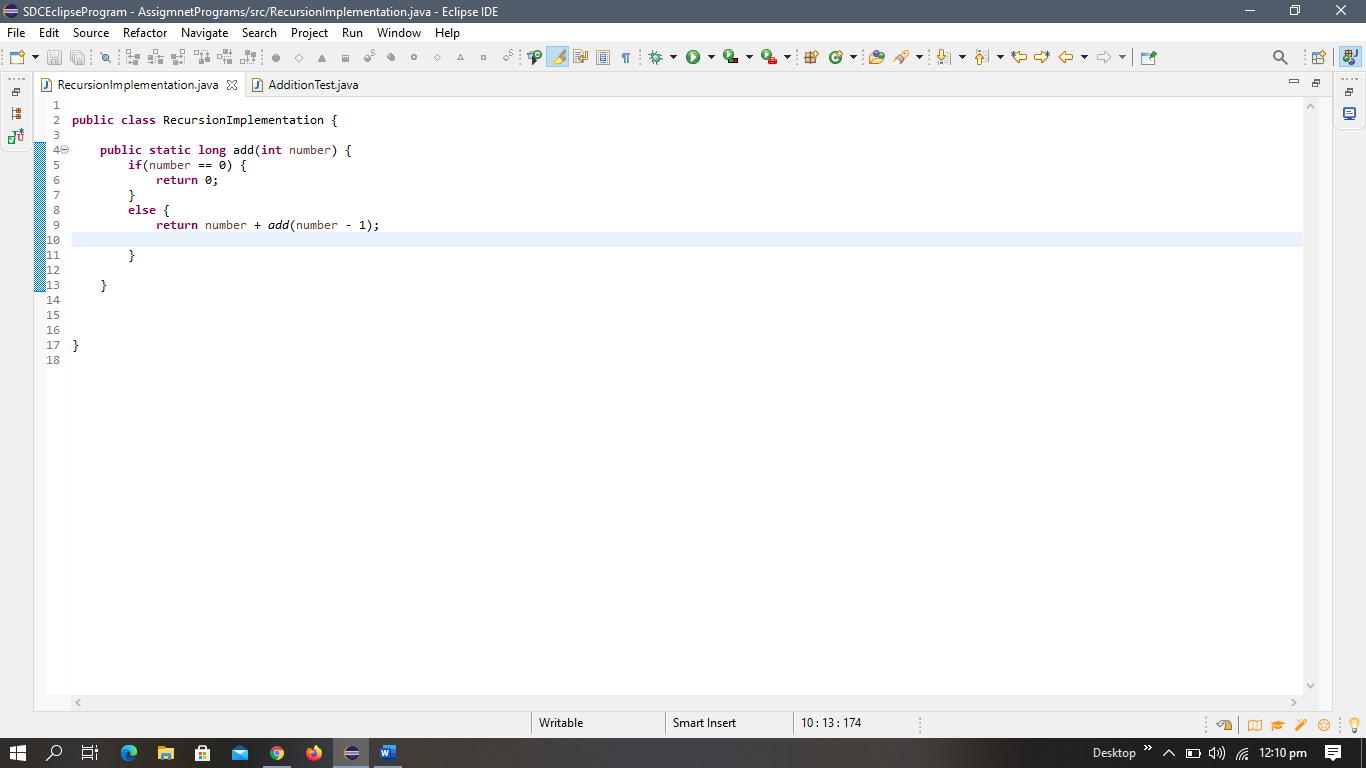 SDCEclipseProgram - AssigmnetPrograms/src/RecursionImplementation.java - Eclipse IDE
File Edit Source Refactor Navigate Search Project Run Window Help
RecursionImplementation.java AdditionTest.java
1
2 public class RecursionImplementation {
3
4 public static long add(int number) {
5 if(number == 0) {
6 return 0;
7 }
8 else {
9 return number + add(number - 1);
10
11 }
12
13 }
14
15
16
17 }
18
Writable Smart Insert 10 : 13 : 174
Desktop 12:10 pm